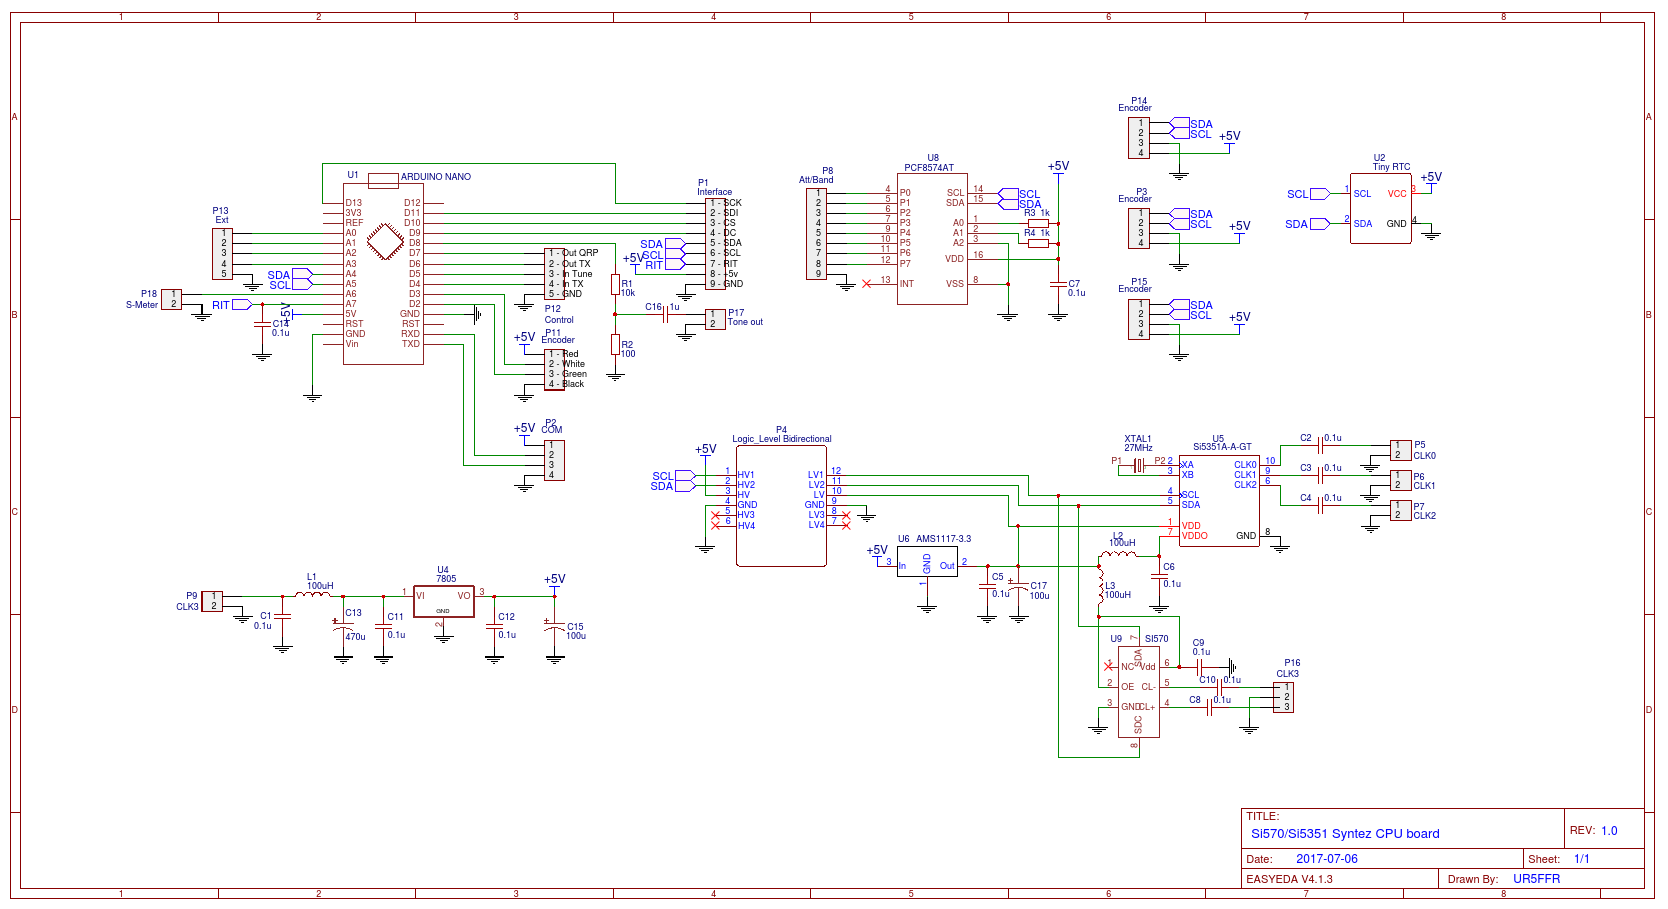 1 2 3 4 5 6 7 8
A
B
C
D
U1
ARDUINO NANO
D13 D12
3V3 D11
REF D10
A0 D9
A1 D8
A2 D7
A3 D6
A4 D5
A5 D4
A6 D3
A7 D2
5V GND
RST RST
GND RXD
Vin TXD
P13
Ext
1
2
3
4
5
SDA
SCL
P18
S-Meter
1
2
RIT
C14
0.1u
+5V
1 - Out QRP
2 - Out TX
3 - In Tune
4 - In TX
5 - GND
P12
Control
+5V
P11
Encoder
1 - Red
2 - White
3 - Green
4 - Black
+5V
P2
COM
1
2
3
4
R1
10k
R2
100
C16 1u
P17
Tone out
1
2
P1
Interface
1 - SCK
2 - SDI
3 - CS
4 - DC
5 - SDA
6 - SCL
7 - RIT
8 - +5v
9 - GND
SDA
SCL
RIT
+5V
P8
Att/Band
1
2
3
4
5
6
7
8
9
U8
PCF8574AT
4 P0 SCL 14
5 P1 SDA 15
6 P2
7 P3 A0 1
9 P4 A1 2
10 P5 A2 3
11 P6
12 P7 VDD 16
13 INT VSS 8
SCL
SDA
R3 1k
R4 1k
+5V
C7
0.1u
P14
Encoder
1
2
3
4
SDA
SCL
+5V
P3
Encoder
1
2
3
4
SDA
SCL
+5V
P15
Encoder
1
2
3
4
SDA
SCL
+5V
U2
Tiny RTC
SCL 1 SCL VCC 3 +5V
SDA 2 SDA GND 4
P4
Logic_Level Bidirectional
+5V
SCL
SDA
1 HV1 LV1 12
2 HV2 LV2 11
3 HV LV 10
4 GND GND 9
5 HV3 LV3 8
6 HV4 LV4 7
XTAL1
27MHz
P1 P2
U5
Si5351A-A-GT
2 XA CLK0 10
3 XB CLK1 9
CLK2 6
4 SCL
5 SDA
1 VDD
7 VDDO GND 8
C2 0.1u
P5
CLK0
1
2
C3 0.1u
P6
CLK1
1
2
C4 0.1u
P7
CLK2
1
2
U6 AMS1117-3.3
+5V
3 In GND Out 2
1
C5
0.1u
C17
100u
L2
100uH
L3
100uH
C6
0.1u
U9 SI570
7 SDA
1 NC Vdd 6
2 OE CL- 5
3 GND CL+ 4
SDC 8
C9
0.1u
C10 0.1u
C8 0.1u
P16
CLK3
1
2
3
P9
CLK3
1
2
C1
0.1u
L1
100uH
C13
470u
C11
0.1u
U4
7805
1 VI VO 3
GND
2
C12
0.1u
+5V
C15
100u
TITLE:
Si570/Si5351 Syntez CPU board
REV: 1.0
Date: 2017-07-06
Sheet: 1/1
EASYEDA V4.1.3
Drawn By: UR5FFR
A
B
C
D
1 2 3 4 5 6 7 8